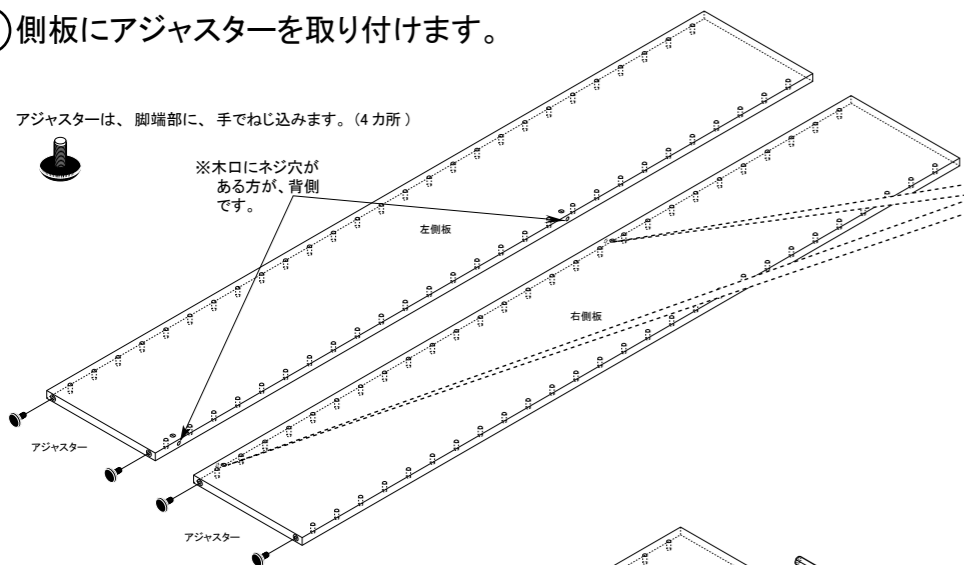 側板にアジャスターを取り付けます。
アジャスターは、脚端部に、手でねじ込みます。(4カ所)
※木口にネジ穴が
ある方が、背側
です。
左側板
右側板
アジャスター
アジャスター